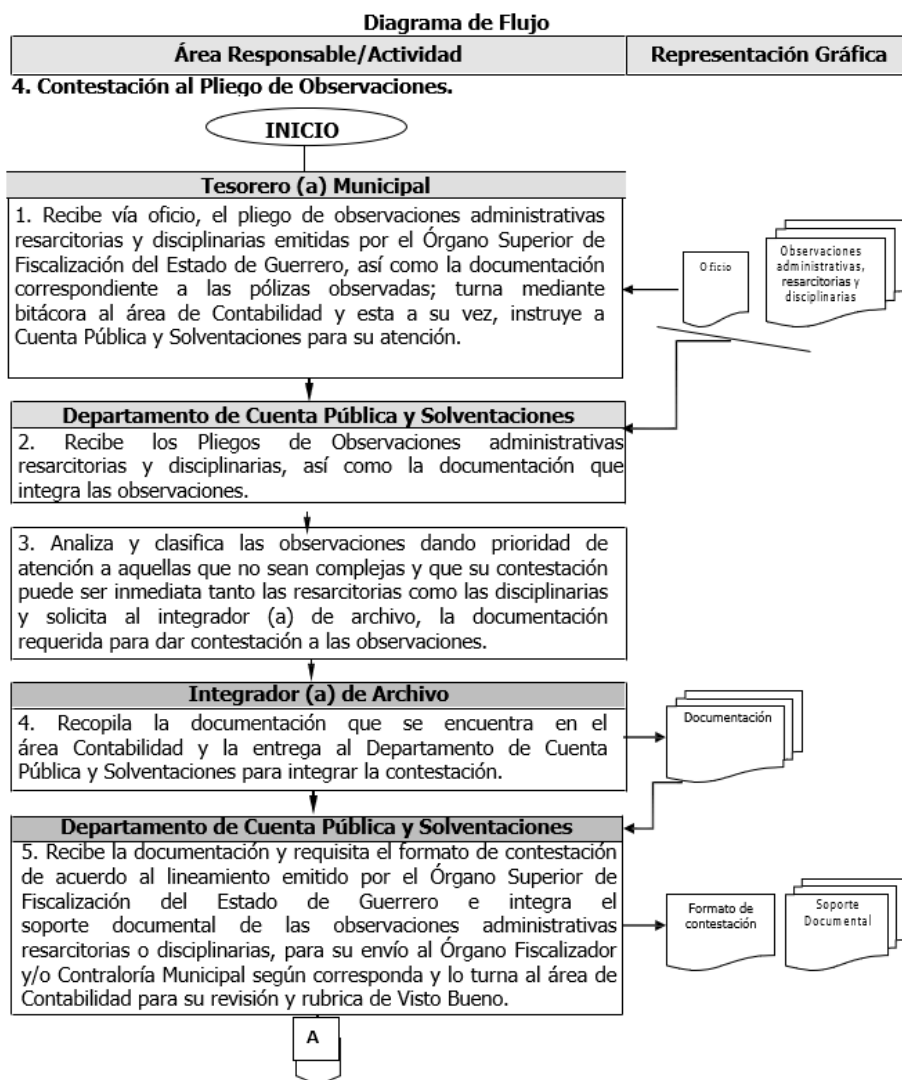 Diagrama de Flujo
Área Responsable/Actividad
Representación Gráfica
4. Contestación al Pliego de Observaciones.
INICIO
Tesorero (a) Municipal
1. Recibe vía oficio, el pliego de observaciones administrativas
resarcitorias y disciplinarias emitidas por el Órgano Superior de
Fiscalización del Estado de Guerrero, así como la documentación
correspondiente a las pólizas observadas; turna mediante
bitácora al área de Contabilidad y esta a su vez, instruye a
Cuenta Pública y Solventaciones para su atención.
Oficio
Observaciones
administrativas,
resarcitorias y
disciplinarias
Departamento de Cuenta Pública y Solventaciones
2. Recibe los Pliegos de Observaciones administrativas
resarcitorias y disciplinarias, así como la documentación que
integra las observaciones.
3. Analiza y clasifica las observaciones dando prioridad de
atención a aquellas que no sean complejas y que su contestación
puede ser inmediata tanto las resarcitorias como las disciplinarias
y solicita al integrador (a) de archivo, la documentación
requerida para dar contestación a las observaciones.
Integrador (a) de Archivo
4. Recopila la documentación que se encuentra en el
área Contabilidad y la entrega al Departamento de Cuenta
Pública y Solventaciones para integrar la contestación.
Documentación
Departamento de Cuenta Pública y Solventaciones
5. Recibe la documentación y requisita el formato de contestación
de acuerdo al lineamiento emitido por el Órgano Superior de
Fiscalización del Estado de Guerrero e integra el
soporte documental de las observaciones administrativas
resarcitorias o disciplinarias, para su envío al Órgano Fiscalizador
y/o Contraloría Municipal según corresponda y lo turna al área de
Contabilidad para su revisión y rubrica de Visto Bueno.
Formato de
contestación
Soporte
Documental
A